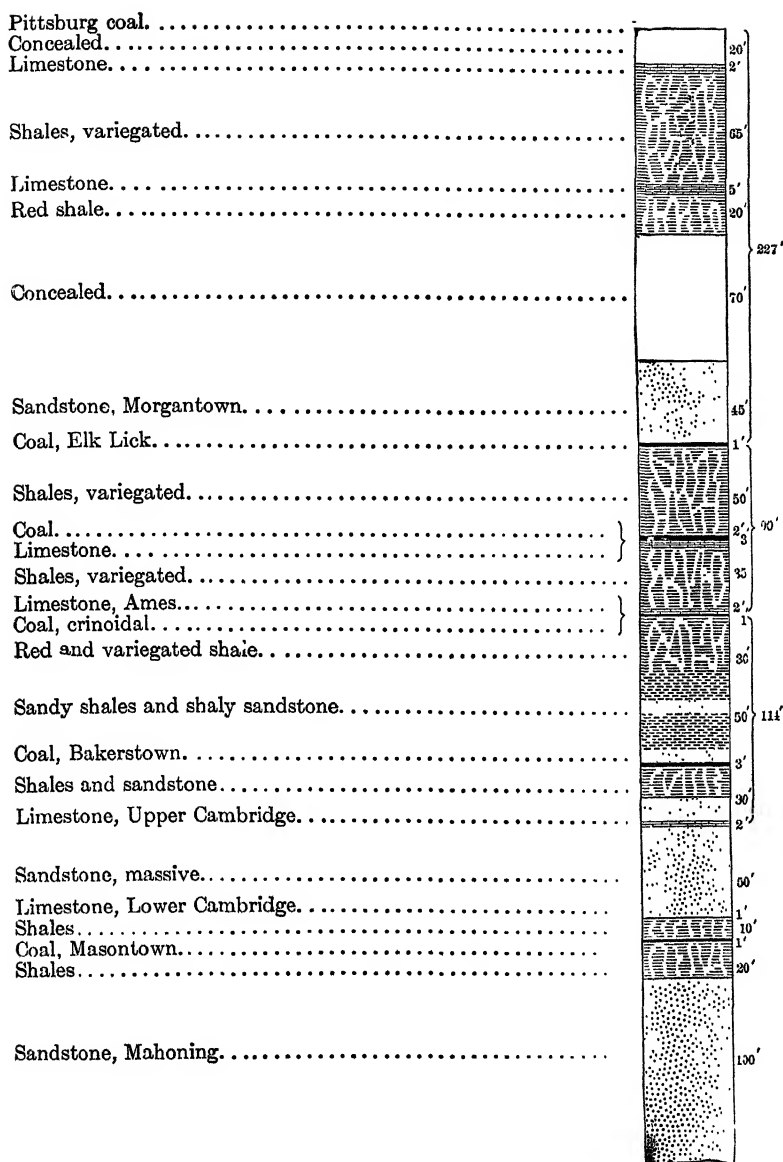 Pittsburg coal.
Concealed. 20'
Limestone. 2'
Shales, variegated. 65'
Limestone. 5'
Red shale. 20'
227'
Concealed. 70'
Sandstone, Morgantown. 45'
Coal, Elk Lick. 1'
Shales, variegated. 50'
Coal. 2'
Limestone. 3
Shales, variegated. 35
Limestone, Ames. 2'
Coal, crinoidal. 1
Red and variegated shale. 30'
Sandy shales and shaly sandstone. 50'
114'
Coal, Bakerstown. 3'
Shales and sandstone. 30'
Limestone, Upper Cambridge. 2'
Sandstone, massive.
Limestone, Lower Cambridge. 1'
Shales. 10'
Coal, Masontown. 1'
Shales. 20'
Sandstone, Mahoning. 100'